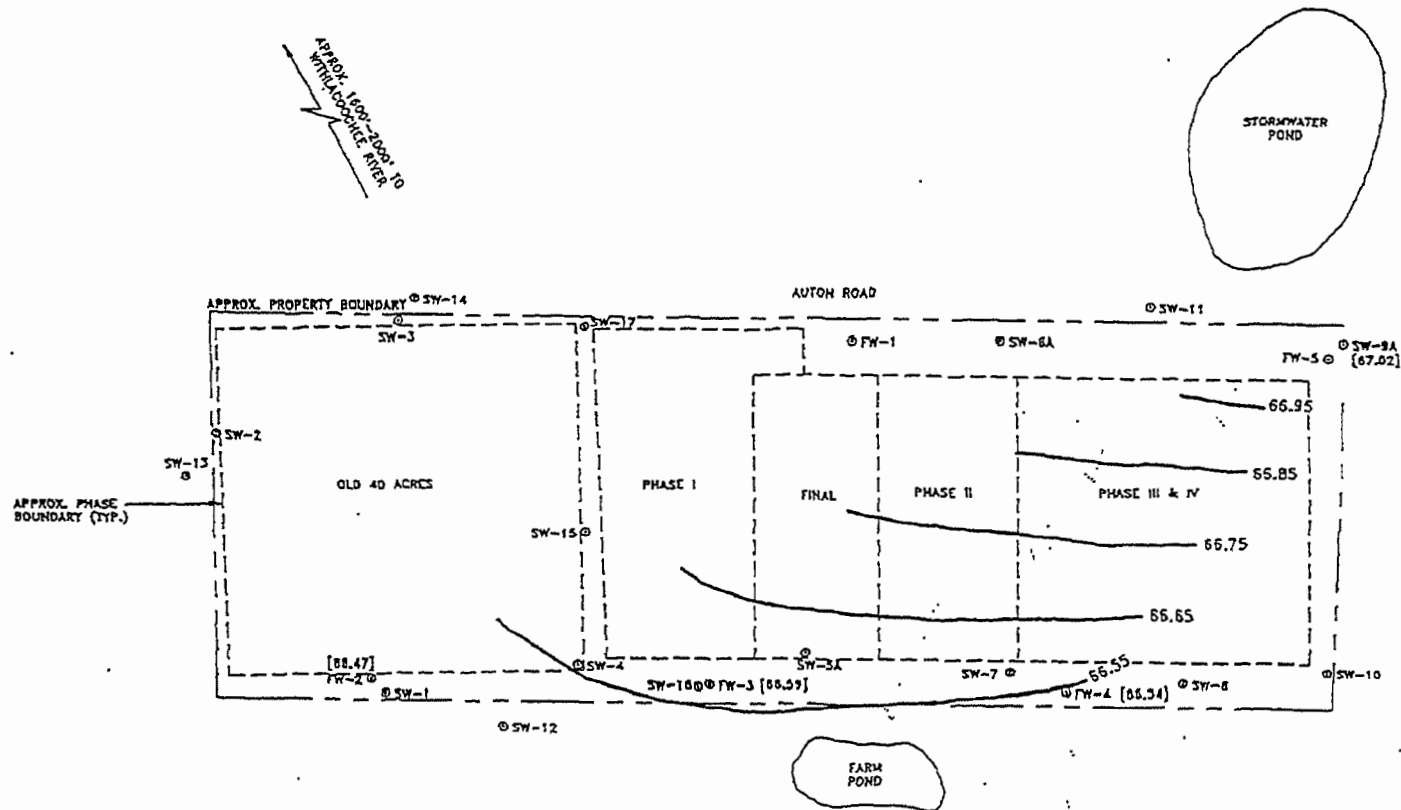 APPROX. 1600'-2000' TO
WITHLACOOCHEE RIVER
STORMWATER
POND
APPROX. PROPERTY BOUNDARY
SW-14
AUTON ROAD
SW-11
SW-3
SW-17
FW-1
SW-6A
SW-9A
[67.02]
FW-5
66.95
SW-2
SW-13
66.85
OLD 40 ACRES
PHASE I
FINAL
PHASE II
PHASE III & IV
APPROX. PHASE
BOUNDARY (TYP.)
SW-15
66.75
66.65
[66.47]
FW-2
SW-1
SW-4
SW-16
FW-3 [66.59]
SW-5A
SW-7
66.55
FW-4 [66.54]
SW-8
SW-10
SW-12
FARM
POND